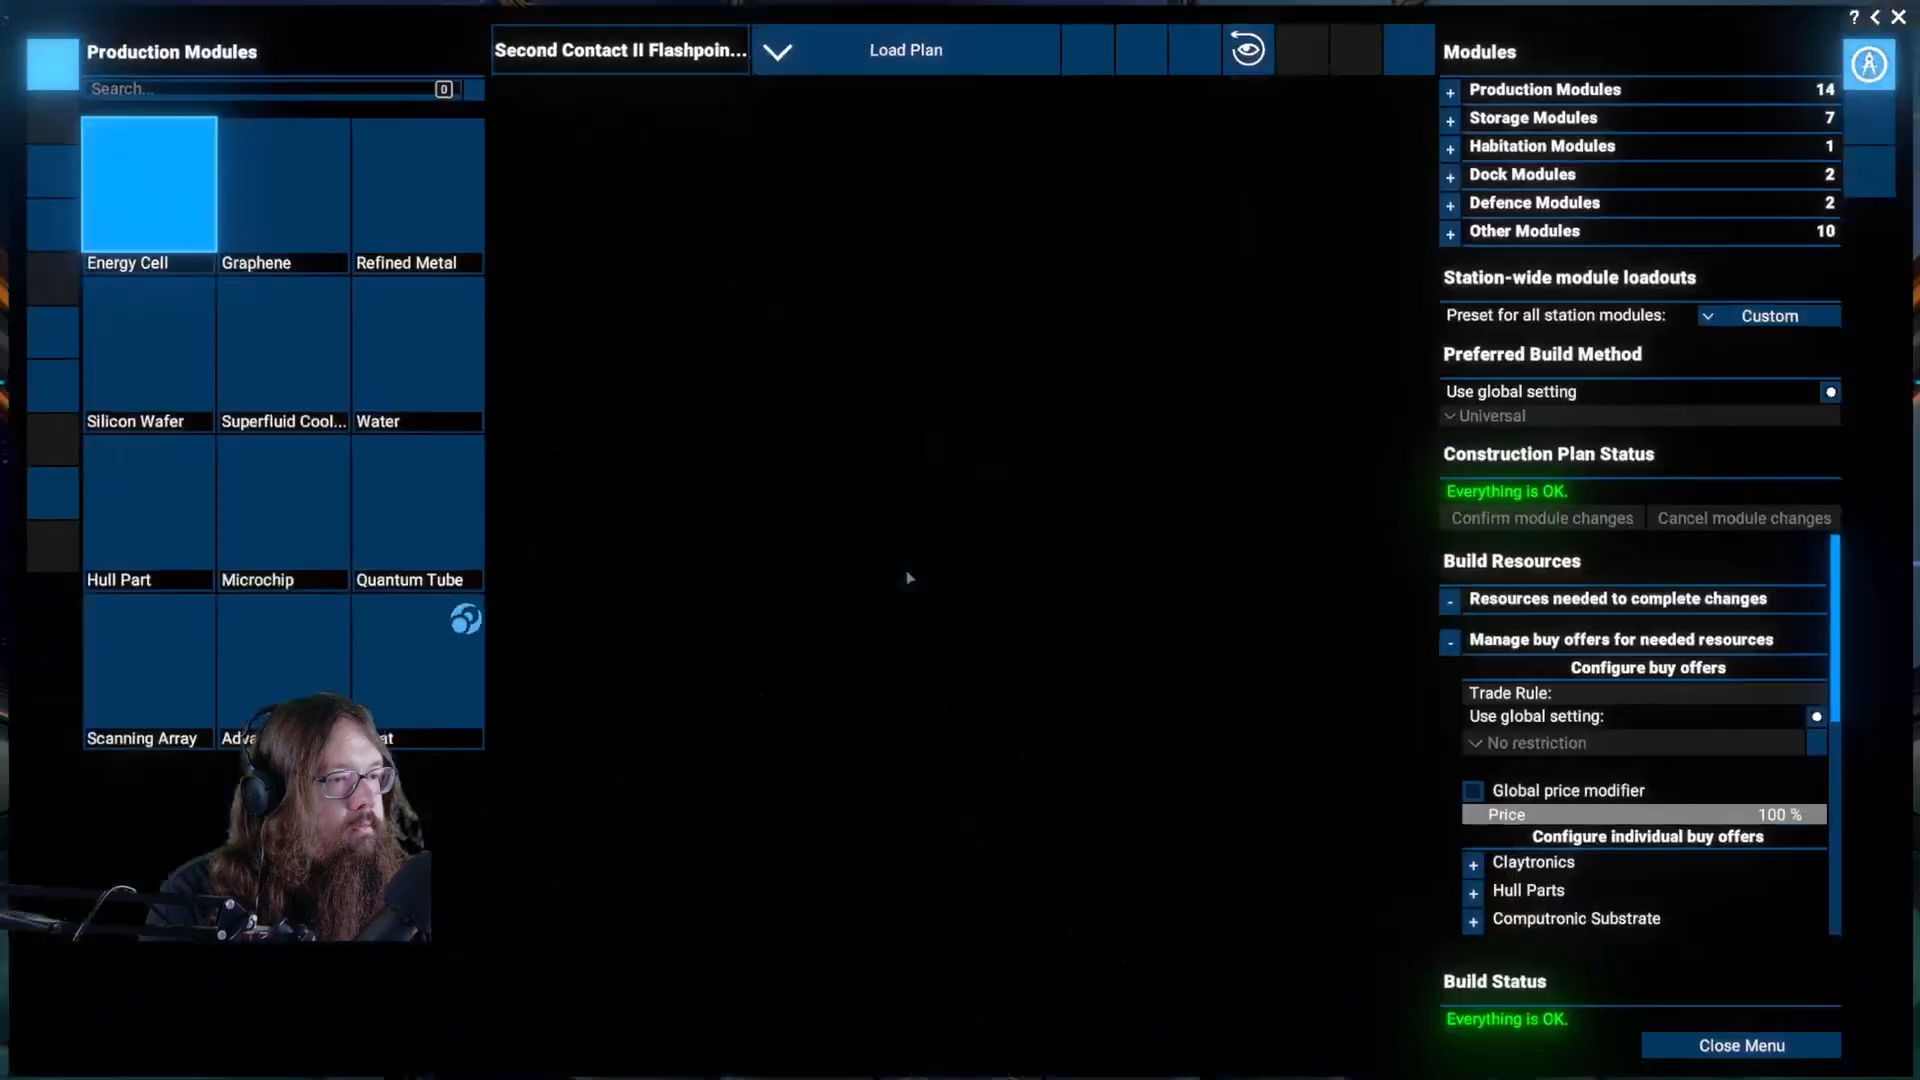 Production Modules
Search...
0
Energy Cell
Graphene
Refined Metal
Silicon Wafer
Superfluid Cool...
Water
Hull Part
Microchip
Quantum Tube
Scanning Array
Second Contact II Flashpoin...
Load Plan
?
Modules
+ Production Modules 14
+ Storage Modules 7
+ Habitation Modules 1
+ Dock Modules 2
+ Defence Modules 2
+ Other Modules 10
Station-wide module loadouts
Preset for all station modules: Custom
Preferred Build Method
Use global setting
Universal
Construction Plan Status
Everything is OK.
Confirm module changes
Cancel module changes
Build Resources
- Resources needed to complete changes
- Manage buy offers for needed resources
Configure buy offers
Trade Rule:
Use global setting:
No restriction
Global price modifier
Price 100 %
Configure individual buy offers
+ Claytronics
+ Hull Parts
+ Computronic Substrate
Build Status
Everything is OK.
Close Menu